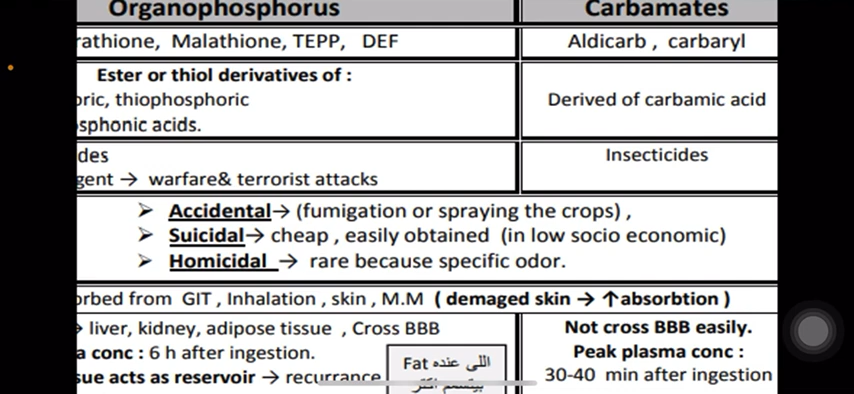 Organophosphorus
Carbamates
rathione, Malathione, TEPP, DEF
Aldicarb , carbaryl
Ester or thiol derivatives of :
oric, thiophosphoric
osphonic acids.
Derived of carbamic acid
des
gent → warfare& terrorist attacks
Insecticides
➢ Accidental→ (fumigation or spraying the crops) ,
➢ Suicidal→ cheap , easily obtained (in low socio economic)
➢ Homicidal → rare because specific odor.
orbed from GIT , Inhalation , skin , M.M ( demaged skin → ↑absorbtion )
→ liver, kidney, adipose tissue , Cross BBB
a conc : 6 h after ingestion.
sue acts as reservoir → recurrance
اللى عنده Fat
Not cross BBB easily.
Peak plasma conc :
30-40 min after ingestion